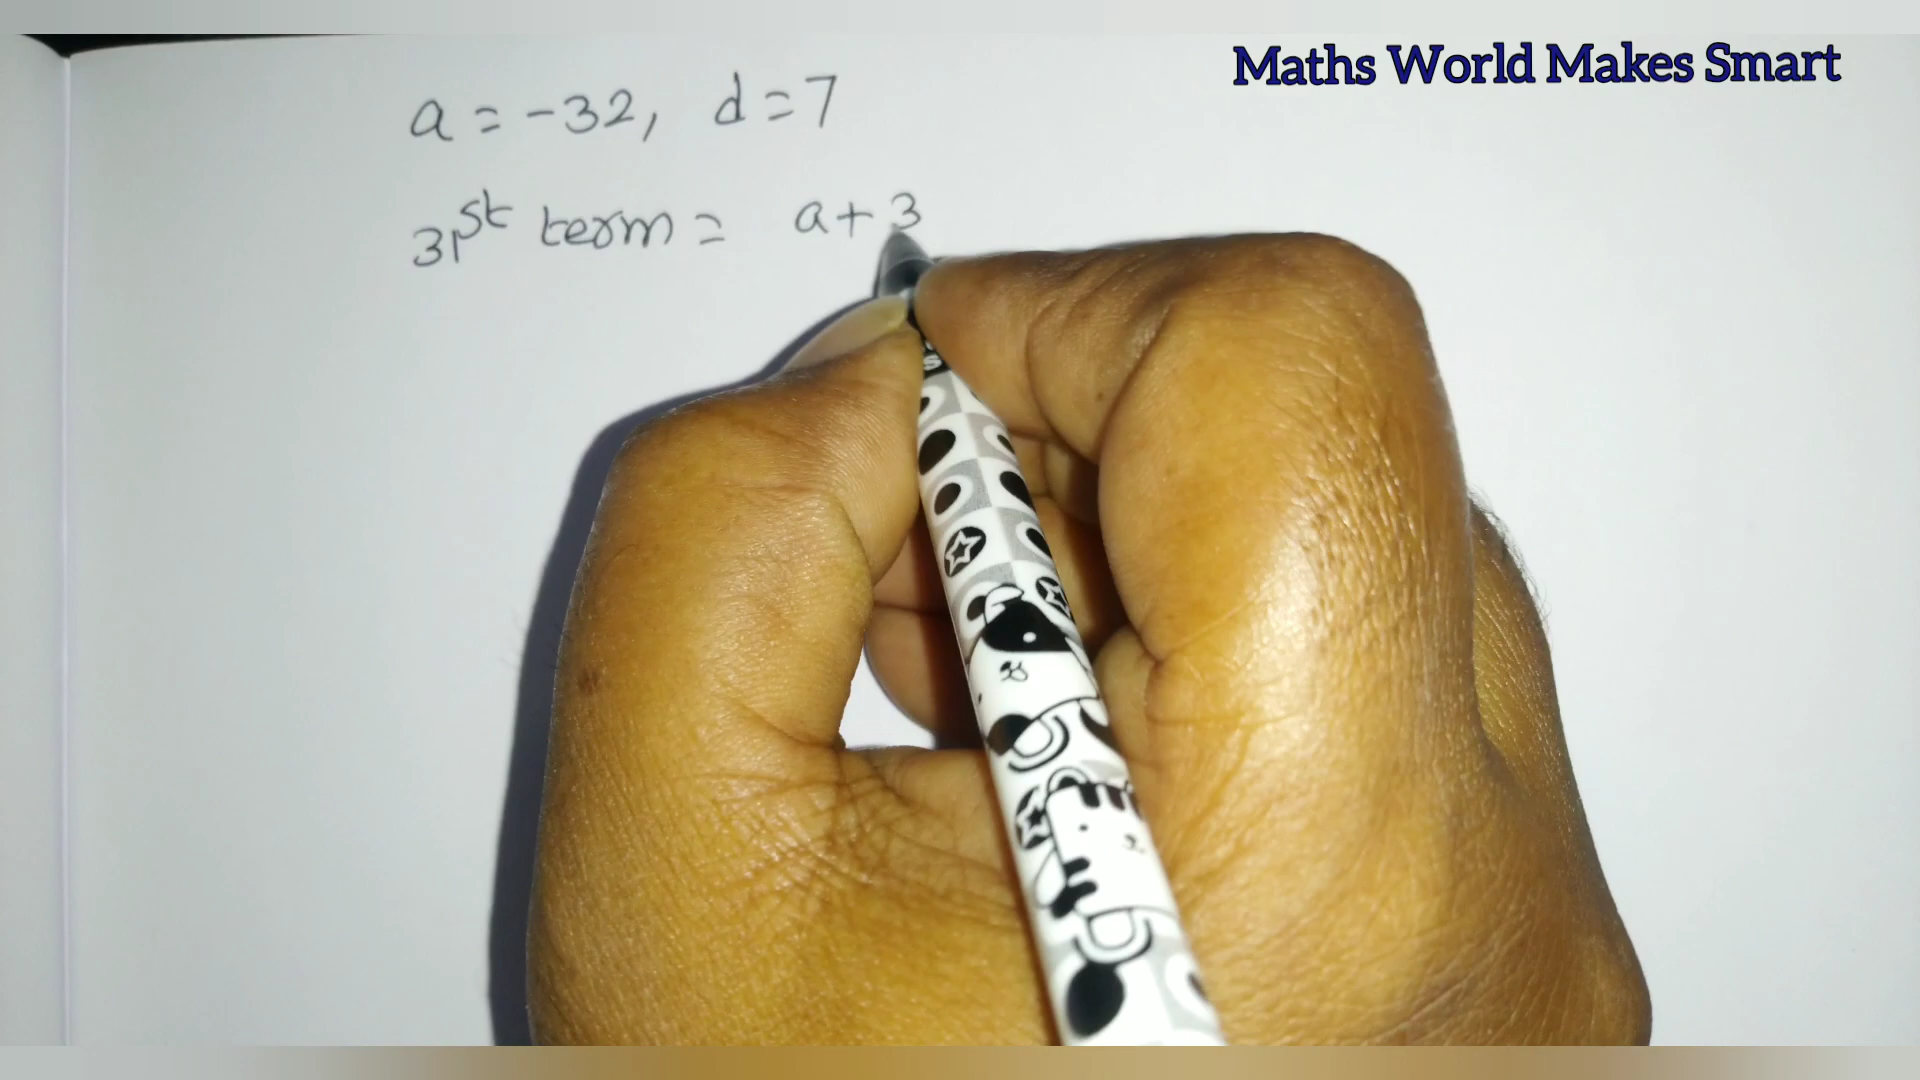 Maths World Makes Smart
a = -32, d = 7
31st term = a + 3